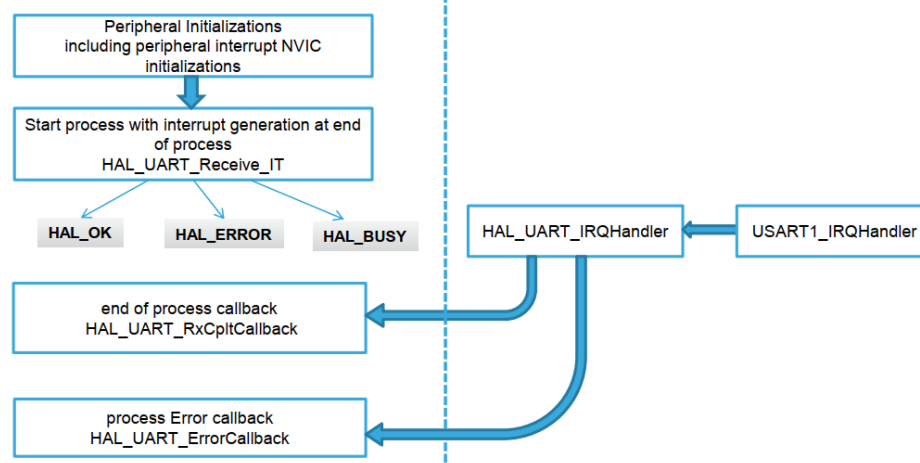 Peripheral Initializations
including peripheral interrupt NVIC
initializations
Start process with interrupt generation at end
of process
HAL_UART_Receive_IT
HAL_OK
HAL_ERROR
HAL_BUSY
HAL_UART_IRQHandler
USART1_IRQHandler
end of process callback
HAL_UART_RxCpltCallback
process Error callback
HAL_UART_ErrorCallback